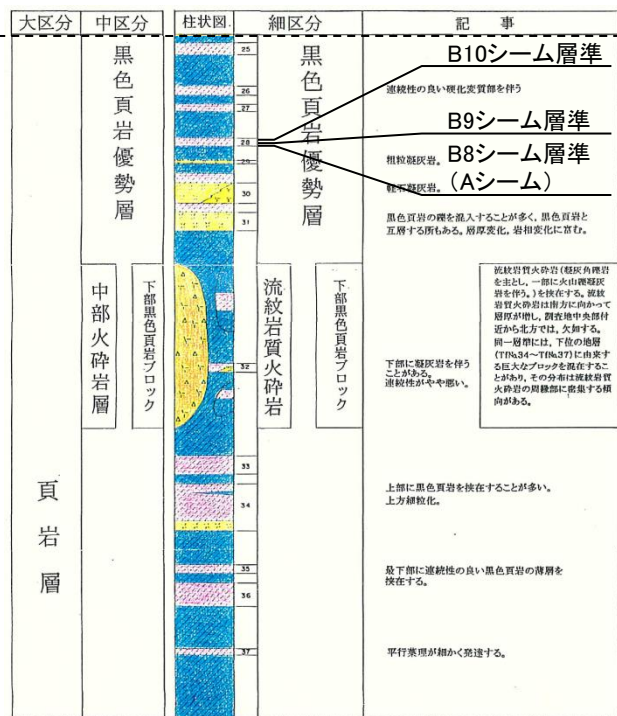 大区分 中区分 柱状図 細区分 記事
黒色頁岩優勢層
黒色頁岩優勢層
25
B10シーム層準
26
連続性の良い硬化変質部を伴う
27
B9シーム層準
28
29
粗粒凝灰岩。
B8シーム層準
(Aシーム)
30
軽石凝灰岩。
31
黒色頁岩の礫を混入することが多く,黒色頁岩と
互層する所もある。層厚変化,岩相変化に富む。
中部火砕岩層
下部黒色頁岩ブロック
流紋岩質火砕岩
下部黒色頁岩ブロック
流紋岩質火砕岩(凝灰角礫岩
を主とし,一部に火山礫凝灰
岩を伴う。)を挟在する。流紋
岩質火砕岩は南方に向かって
層厚が増し,調査地中央部付
近から北方では,欠如する。
同一層準には,下位の地層
(TfNo.34~TfNo.37)に由来す
る巨大なブロックを混在するこ
とがあり,その分布は流紋岩質
火砕岩の周縁部に密集する傾
向がある。
32
下部に凝灰岩を伴う
ことがある。
連続性がやや悪い。
頁岩層
33
34
上部に黒色頁岩を挟在することが多い。
上方細粒化。
35
最下部に連続性の良い黒色頁岩の薄層を
挟在する。
36
37
平行葉理が細かく発達する。